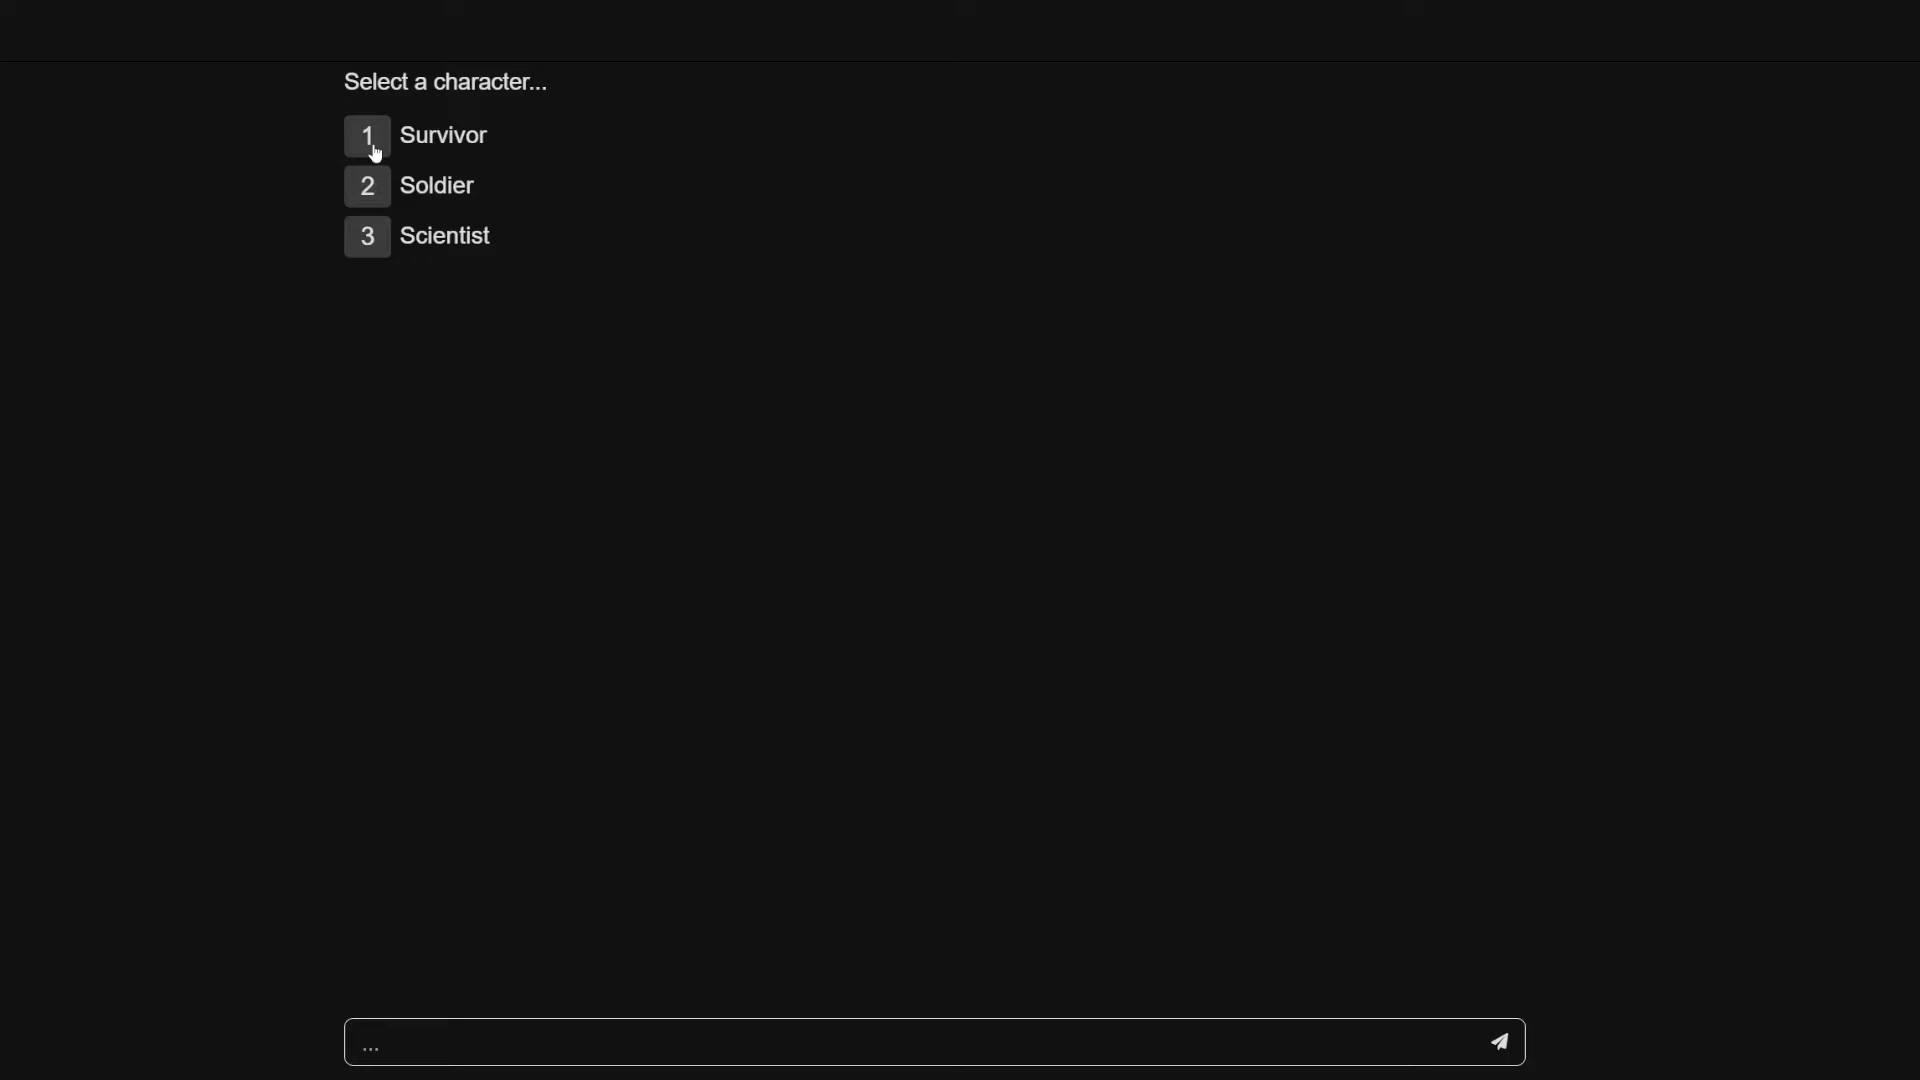 Select a character...
1 Survivor
2 Soldier
3 Scientist
...